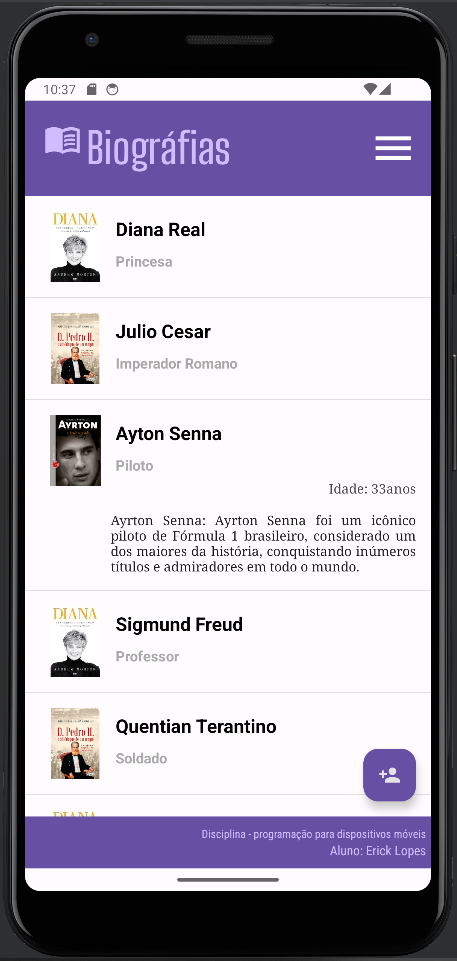 10:37
Biográfias
DIANA
Diana Real
Princesa
D. Pedro II
Julio Cesar
Imperador Romano
AYRTON
Ayton Senna
Piloto
Idade: 33anos
Ayrton Senna: Ayrton Senna foi um icônico
piloto de Fórmula 1 brasileiro, considerado um
dos maiores da história, conquistando inúmeros
títulos e admiradores em todo o mundo.
DIANA
Sigmund Freud
Professor
D. Pedro II
Quentian Terantino
Soldado
Disciplina - programação para dispositivos móveis
Aluno: Erick Lopes